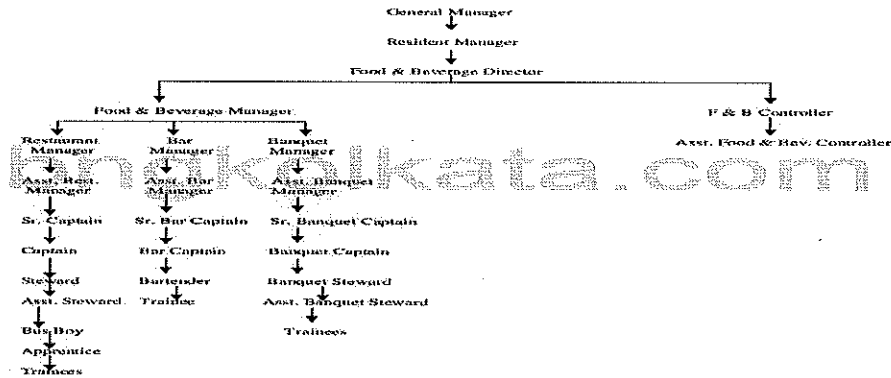 General Manager
Resident Manager
Food & Beverage Director
Food & Beverage Manager
F & B Controller
Restaurant Manager
Bar Manager
Banquet Manager
Asst. Food & Bev. Controller
Asst. Rest. Manager
Asst. Bar Manager
Asst. Banquet Manager
Sr. Captain
Sr. Bar Captain
Sr. Banquet Captain
Captain
Bar Captain
Banquet Captain
Steward
Bartender
Banquet Steward
Asst. Steward
Trainee
Asst. Banquet Steward
Bus Boy
Trainees
Apprentice
Trainees